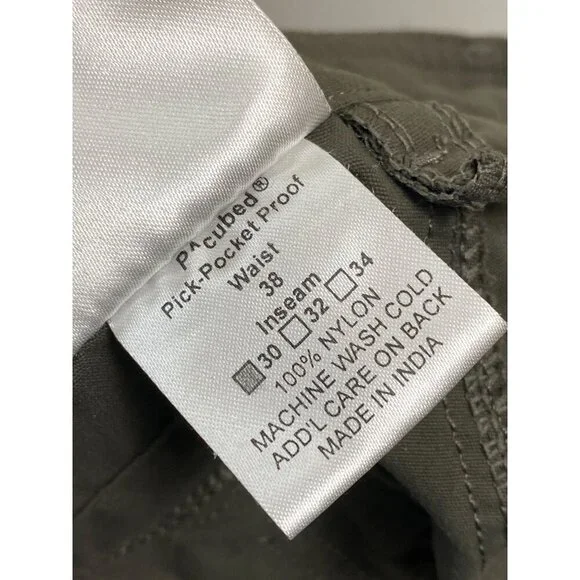 P^cubed®
Pick-Pocket Proof
Waist
38
Inseam
30 32 34
100% NYLON
MACHINE WASH COLD
ADD'L CARE ON BACK
MADE IN INDIA